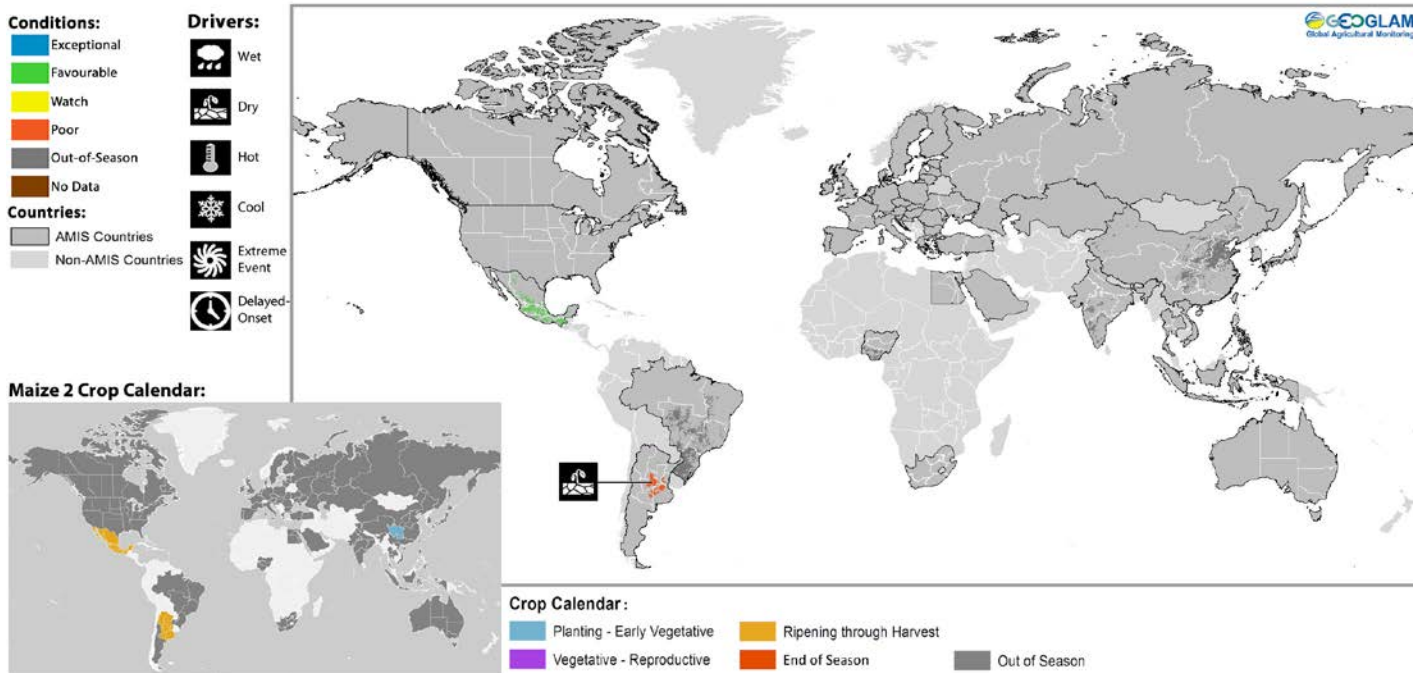 Conditions:
Exceptional
Favourable
Watch
Poor
Out-of-Season
No Data
Countries:
AMIS Countries
Non-AMIS Countries
Drivers:
Wet
Dry
Hot
Cool
Extreme
Event
Delayed-
Onset
GEOGLAM
Global Agricultural Monitoring
Maize 2 Crop Calendar:
Crop Calendar :
Planting - Early Vegetative
Vegetative - Reproductive
Ripening through Harvest
End of Season
Out of Season